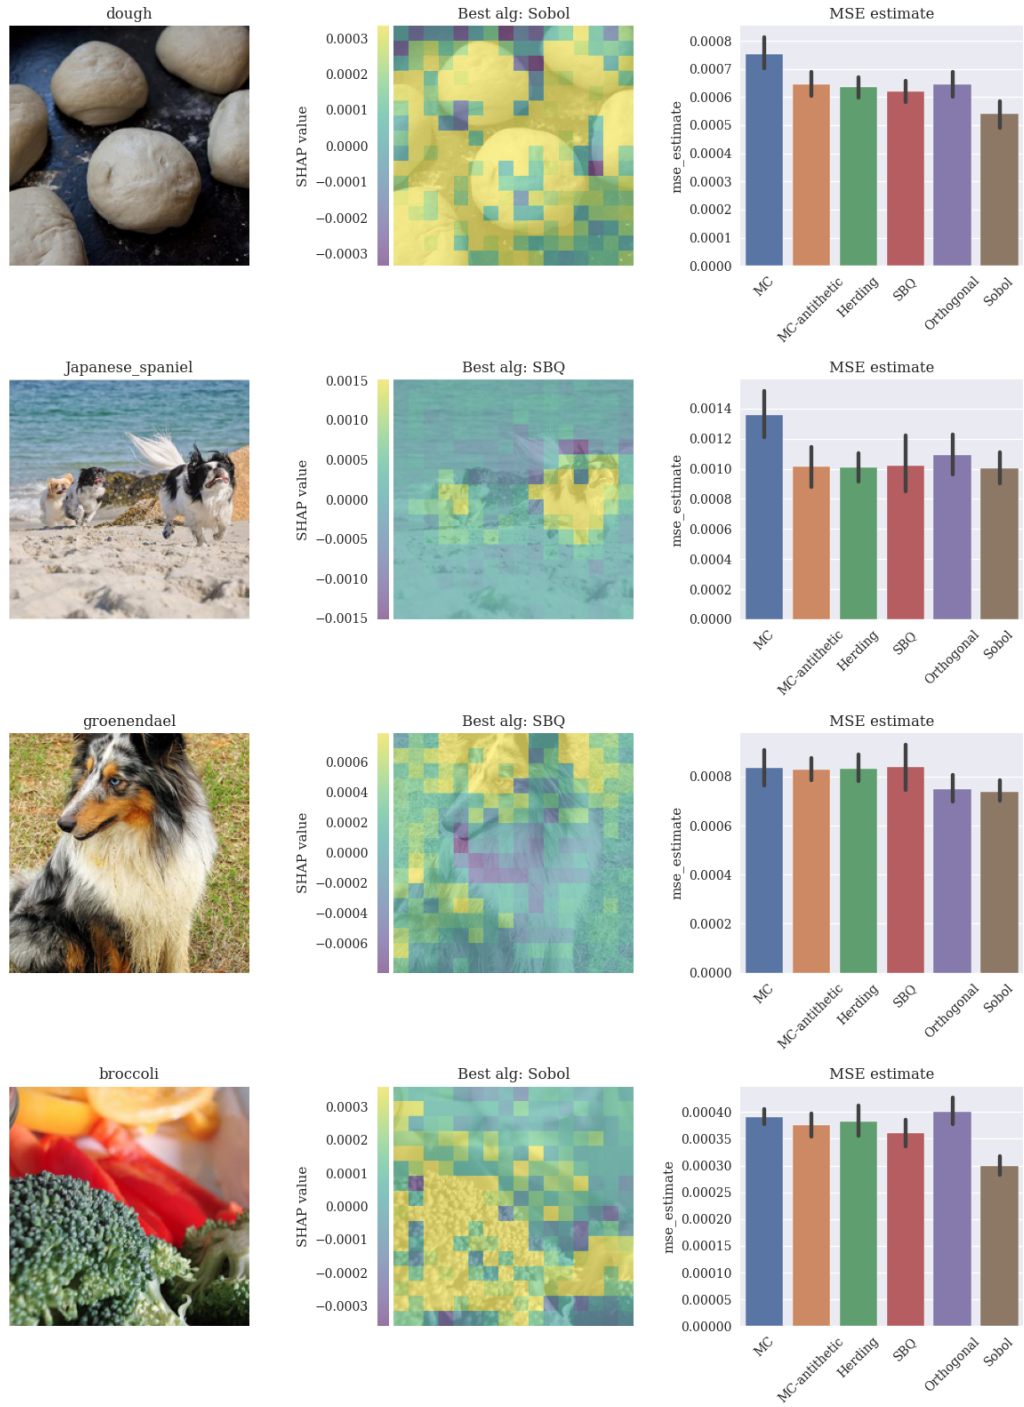 dough
Best alg: Sobol
MSE estimate
SHAP value
0.0003
0.0002
0.0001
0.0000
−0.0001
−0.0002
−0.0003
mse_estimate
0.0008
0.0007
0.0006
0.0005
0.0004
0.0003
0.0002
0.0001
0.0000
MC
MC-antithetic
Herding
SBQ
Orthogonal
Sobol
Japanese_spaniel
Best alg: SBQ
MSE estimate
SHAP value
0.0015
0.0010
0.0005
0.0000
−0.0005
−0.0010
−0.0015
mse_estimate
0.0014
0.0012
0.0010
0.0008
0.0006
0.0004
0.0002
0.0000
MC
MC-antithetic
Herding
SBQ
Orthogonal
Sobol
groenendael
Best alg: SBQ
MSE estimate
SHAP value
0.0006
0.0004
0.0002
0.0000
−0.0002
−0.0004
−0.0006
mse_estimate
0.0008
0.0006
0.0004
0.0002
0.0000
MC
MC-antithetic
Herding
SBQ
Orthogonal
Sobol
broccoli
Best alg: Sobol
MSE estimate
SHAP value
0.0003
0.0002
0.0001
0.0000
−0.0001
−0.0002
−0.0003
mse_estimate
0.00040
0.00035
0.00030
0.00025
0.00020
0.00015
0.00010
0.00005
0.00000
MC
MC-antithetic
Herding
SBQ
Orthogonal
Sobol